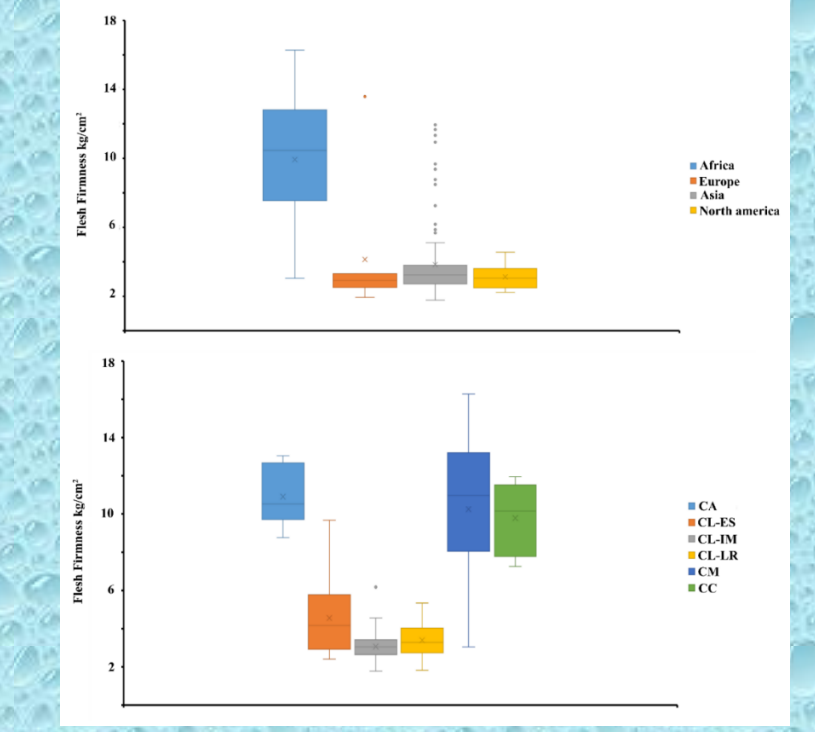 18
14
10
6
2
Flesh Firmness kg/cm²
Africa
Europe
Asia
North america
18
14
10
6
2
Flesh Firmness kg/cm²
CA
CL-ES
CL-IM
CL-LR
CM
CC